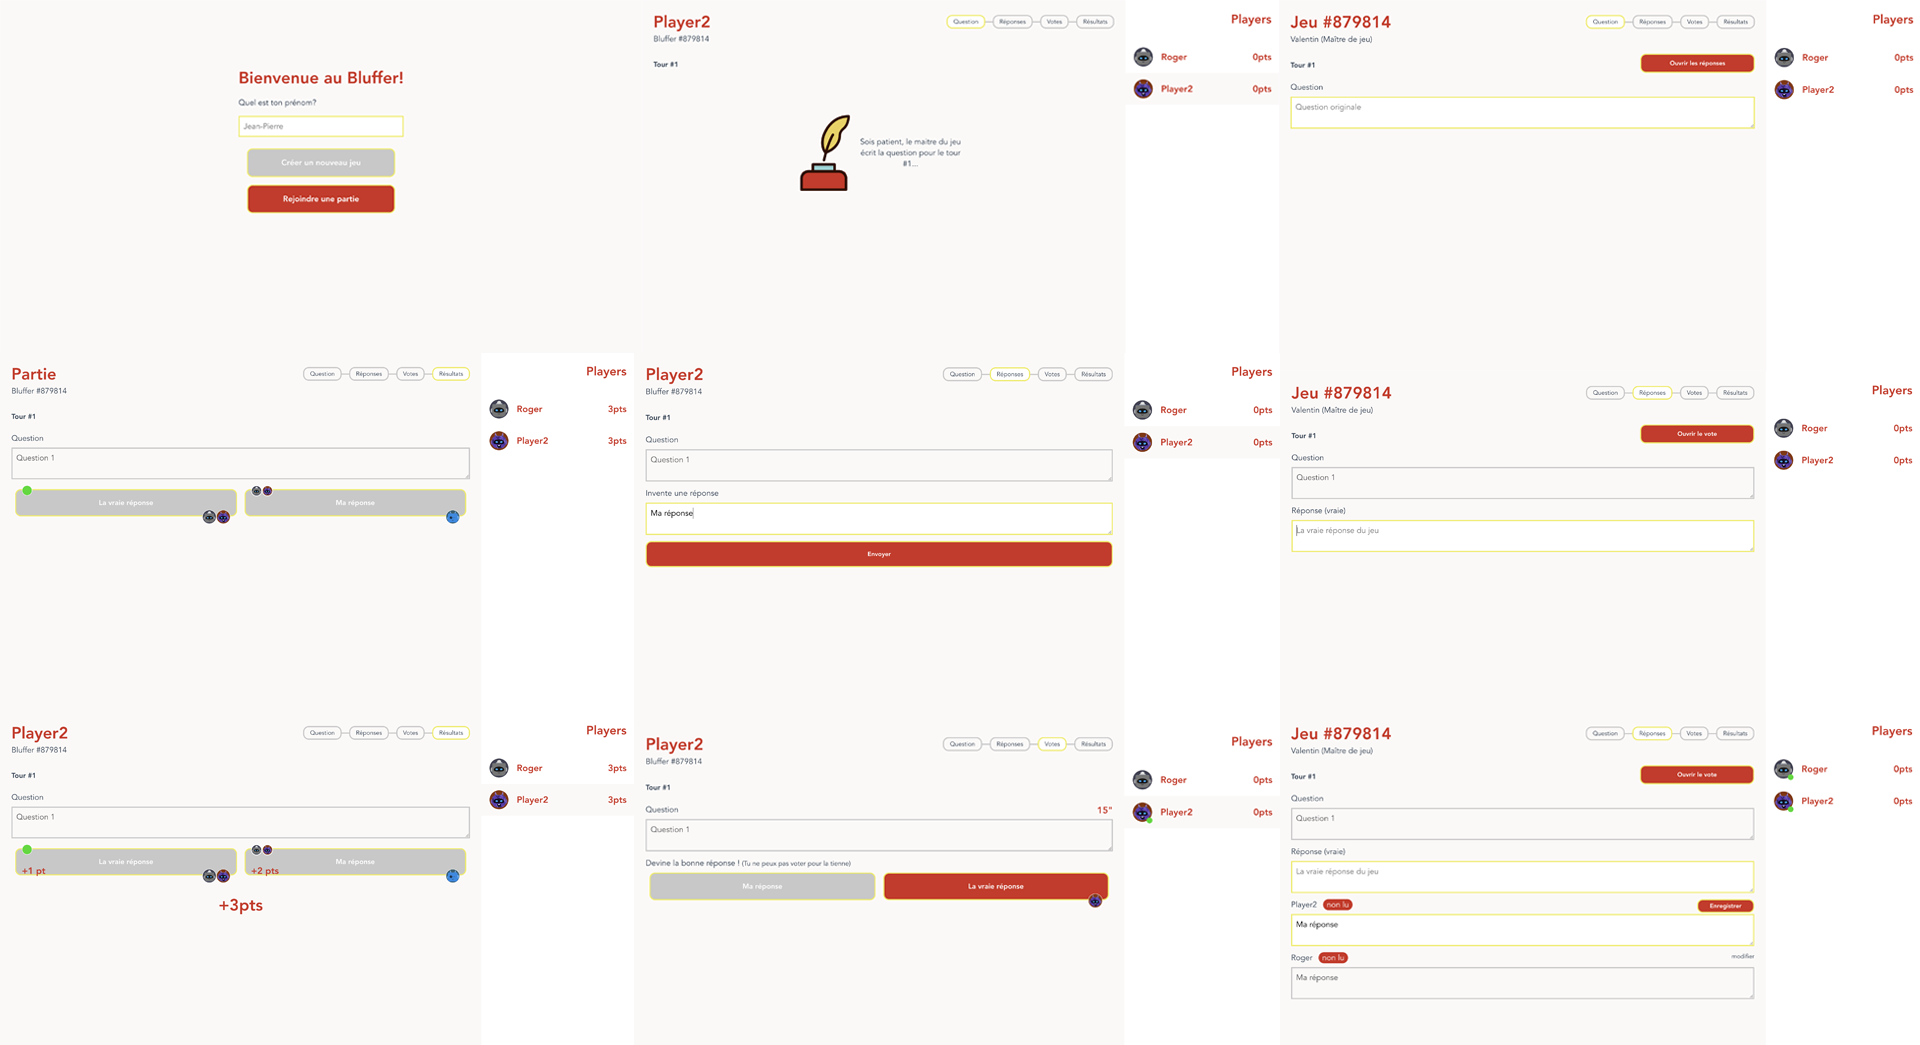 Bienvenue au Bluffer!
Quel est ton prénom?
Jean-Pierre
Créer un nouveau jeu
Rejoindre une partie
Player2
Bluffer #879814
Question
Réponses
Votes
Résultats
Tour #1
Sois patient, le maitre du jeu
écrit la question pour le tour
#1...
Players
Roger 0pts
Player2 0pts
Jeu #879814
Valentin (Maître de jeu)
Question
Réponses
Votes
Résultats
Tour #1
Ouvrir les réponses
Question
Question originale
Players
Roger 0pts
Player2 0pts
Partie
Bluffer #879814
Question
Réponses
Votes
Résultats
Tour #1
Question
Question 1
La vraie réponse
Ma réponse
Players
Roger 3pts
Player2 3pts
Player2
Bluffer #879814
Question
Réponses
Votes
Résultats
Tour #1
Question
Question 1
Invente une réponse
Ma réponse
Envoyer
Players
Roger 0pts
Player2 0pts
Jeu #879814
Valentin (Maître de jeu)
Question
Réponses
Votes
Résultats
Tour #1
Ouvrir le vote
Question
Question 1
Réponse (vraie)
La vraie réponse du jeu
Players
Roger 0pts
Player2 0pts
Player2
Bluffer #879814
Question
Réponses
Votes
Résultats
Tour #1
Question
Question 1
La vraie réponse
+1 pt
Ma réponse
+2 pts
+3pts
Players
Roger 3pts
Player2 3pts
Player2
Bluffer #879814
Question
Réponses
Votes
Résultats
Tour #1
Question 15"
Question 1
Devine la bonne réponse ! (Tu ne peux pas voter pour la tienne)
Ma réponse
La vraie réponse
Players
Roger 0pts
Player2 0pts
Jeu #879814
Valentin (Maître de jeu)
Question
Réponses
Votes
Résultats
Tour #1
Ouvrir le vote
Question
Question 1
Réponse (vraie)
La vraie réponse du jeu
Player2 non lu
Enregistrer
Ma réponse
Roger non lu
modifier
Ma réponse
Players
Roger 0pts
Player2 0pts